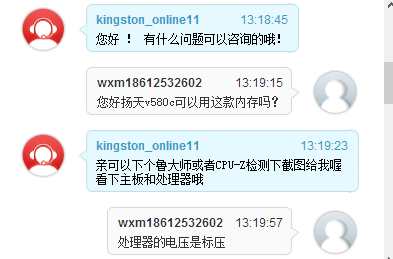 kingston_online11 13:18:45
您好 ! 有什么问题可以咨询的哦!
wxm18612532602 13:19:15
您好扬天v580c可以用这款内存吗?
kingston_online11 13:19:23
亲可以下个鲁大师或者CPU-Z检测下截图给我喔
看下主板和处理器哦
wxm18612532602 13:19:57
处理器的电压是标压